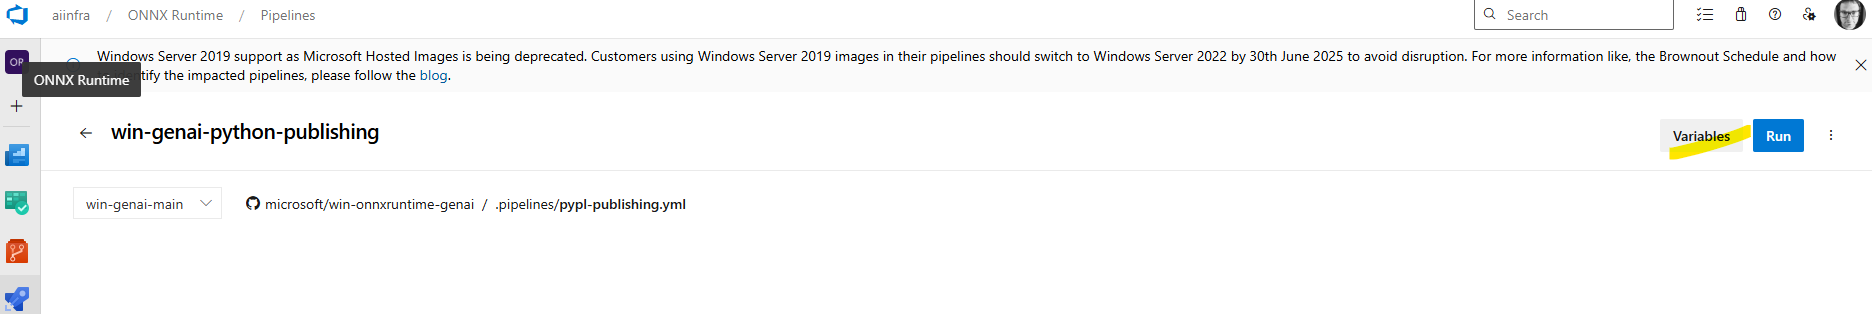 aiinfra / ONNX Runtime / Pipelines
Search
OR
Windows Server 2019 support as Microsoft Hosted Images is being deprecated. Customers using Windows Server 2019 images in their pipelines should switch to Windows Server 2022 by 30th June 2025 to avoid disruption. For more information like, the Brownout Schedule and how
the impacted pipelines, please follow the blog.
ONNX Runtime
win-genai-python-publishing
Variables
Run
win-genai-main
microsoft/win-onnxruntime-genai / .pipelines/pypl-publishing.yml